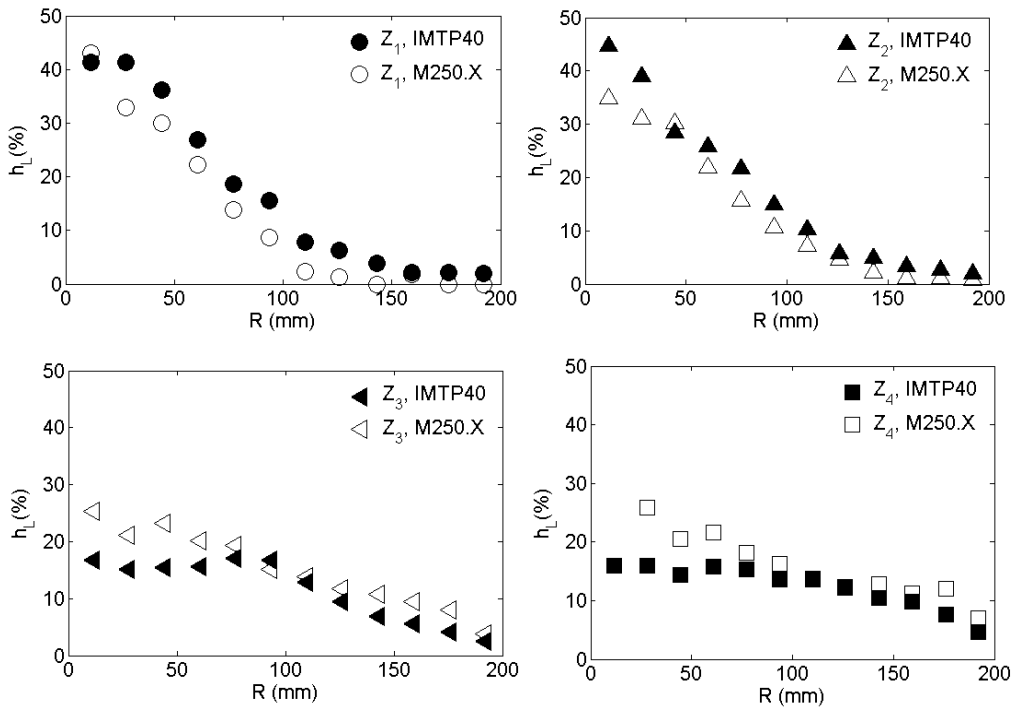 50
40
30
20
10
0
h_L(%)
Z_1, IMTP40
Z_1, M250.X
0 50 100 150 200
R (mm)
50
40
30
20
10
0
h_L(%)
Z_2, IMTP40
Z_2, M250.X
50 100 150 200
R (mm)
50
40
30
20
10
0
h_L(%)
Z_3, IMTP40
Z_3, M250.X
0 50 100 150 200
R (mm)
50
40
30
20
10
0
h_L(%)
Z_4, IMTP40
Z_4, M250.X
0 50 100 150 200
R (mm)